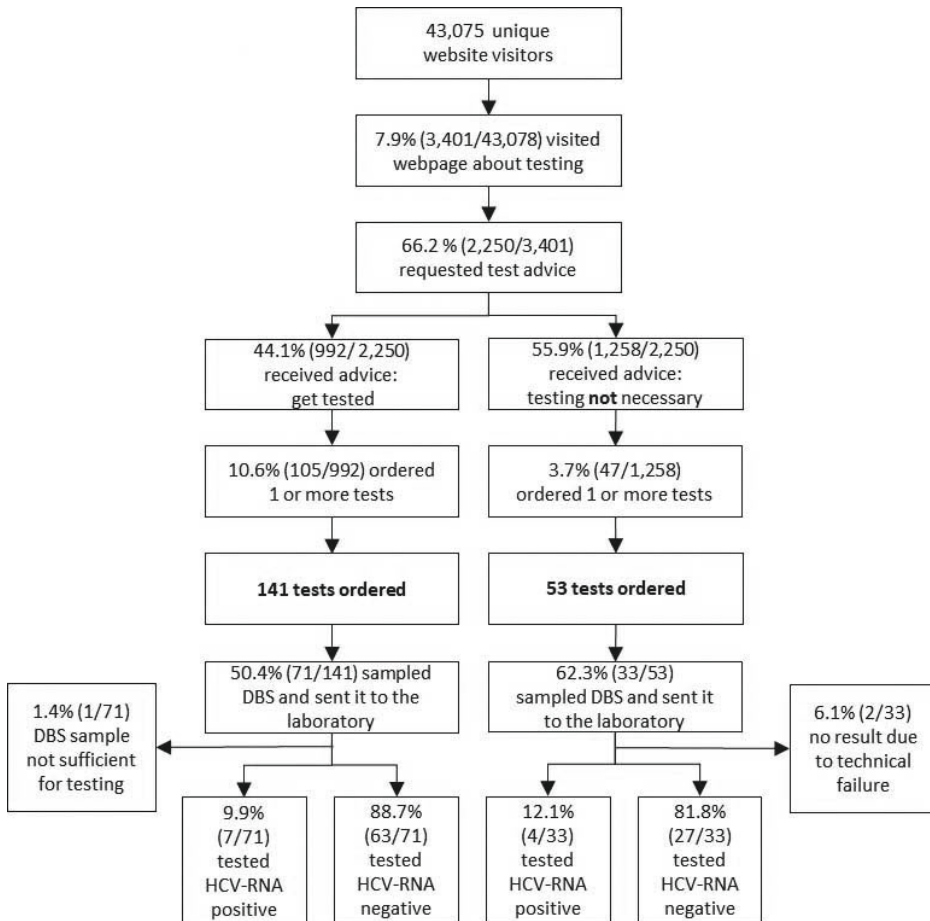 43,075 unique
website visitors
7.9% (3,401/43,078) visited
webpage about testing
66.2 % (2,250/3,401)
requested test advice
44.1% (992/ 2,250)
received advice:
get tested
55.9% (1,258/2,250)
received advice:
testing not necessary
10.6% (105/992) ordered
1 or more tests
3.7% (47/1,258)
ordered 1 or more tests
141 tests ordered
53 tests ordered
50.4% (71/141) sampled
DBS and sent it to the
laboratory
62.3% (33/53)
sampled DBS and sent it
to the laboratory
1.4% (1/71)
DBS sample
not sufficient
for testing
6.1% (2/33)
no result due
to technical
failure
9.9%
(7/71)
tested
HCV-RNA
positive
88.7%
(63/71)
tested
HCV-RNA
negative
12.1%
(4/33)
tested
HCV-RNA
positive
81.8%
(27/33)
tested
HCV-RNA
negative